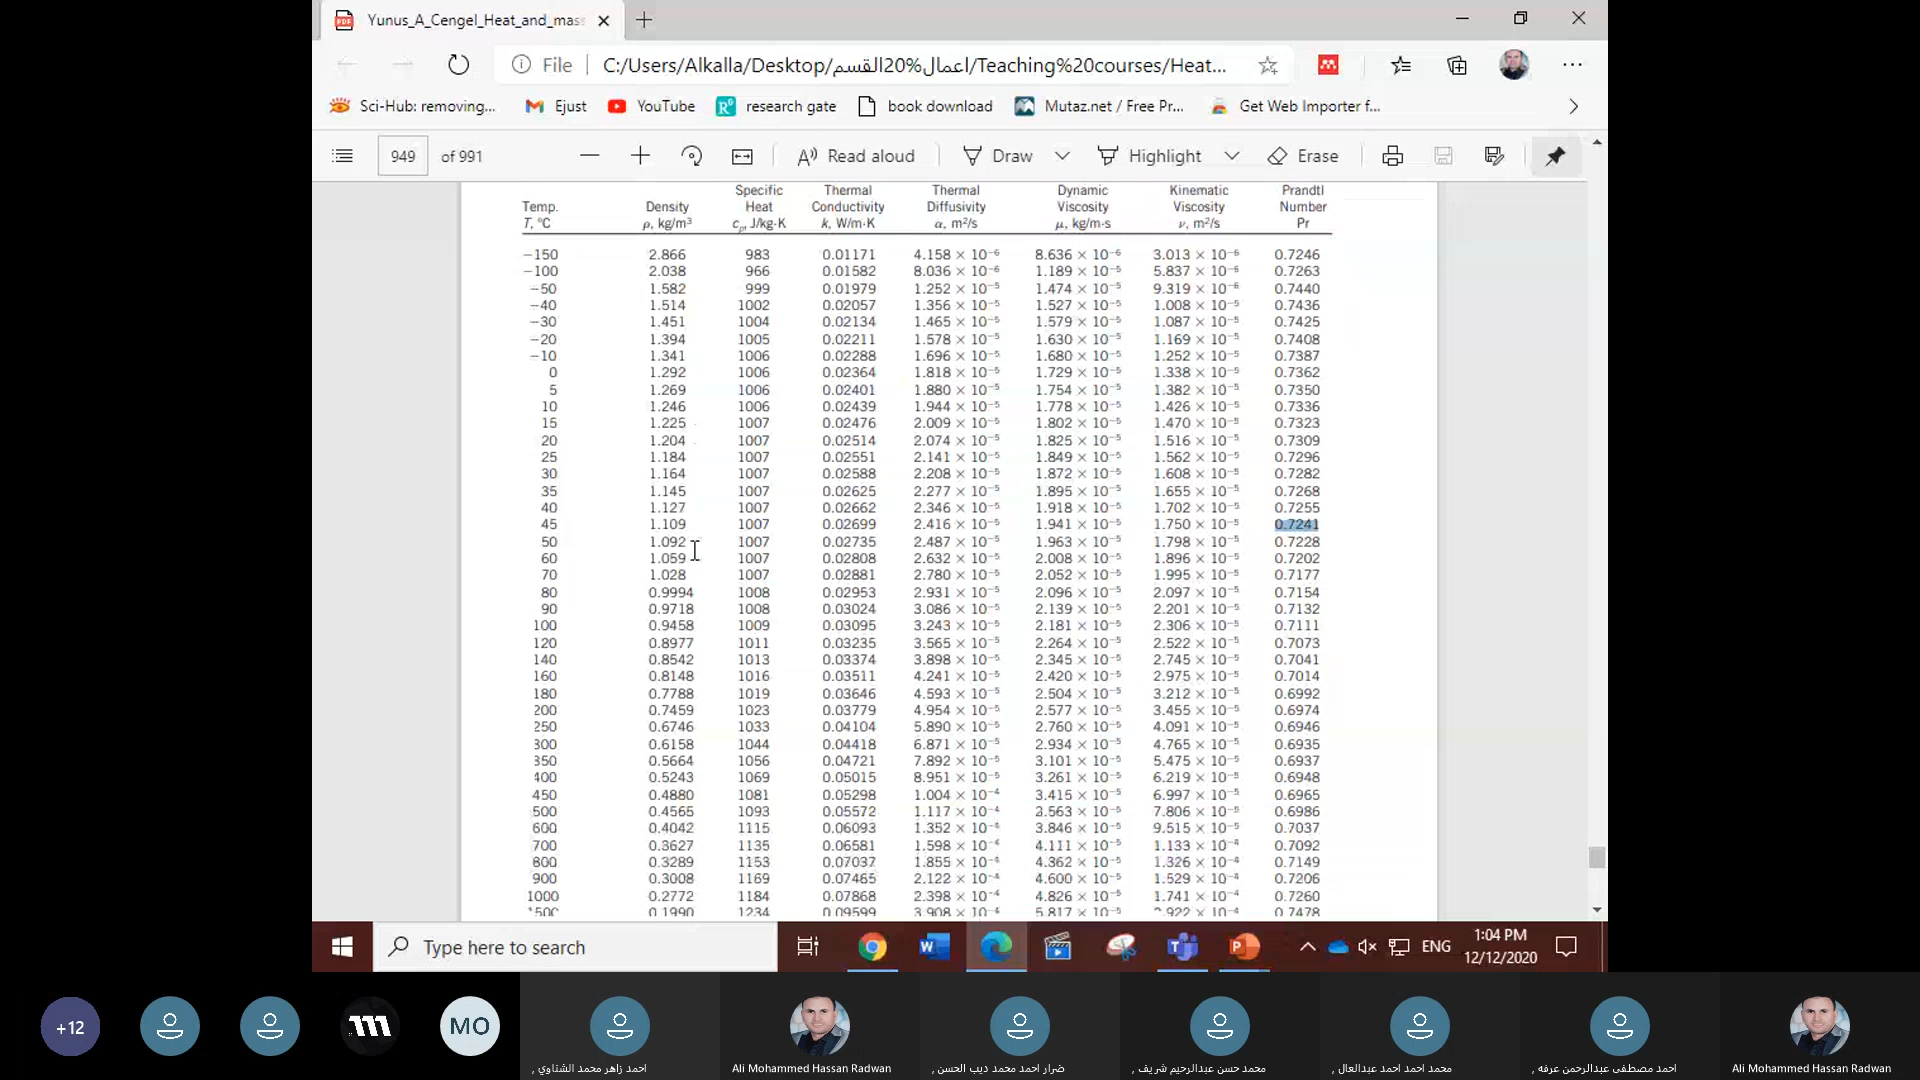 Yunus_A_Cengel_Heat_and_mass
File
C:/Users/Alkalla/Desktop/اعمال%20القسم/Teaching%20courses/Heat...
Sci-Hub: removing...
Ejust
YouTube
research gate
book download
Mutaz.net / Free Pr...
Get Web Importer f...
949 of 991
Read aloud
Draw
Highlight
Erase
Temp. T, °C Density ρ, kg/m³ Specific Heat cp, J/kg·K Thermal Conductivity k, W/m·K Thermal Diffusivity α, m²/s Dynamic Viscosity μ, kg/m·s Kinematic Viscosity ν, m²/s Prandtl Number Pr
−150 2.866 983 0.01171 4.158 × 10⁻⁶ 8.636 × 10⁻⁶ 3.013 × 10⁻⁶ 0.7246
−100 2.038 966 0.01582 8.036 × 10⁻⁶ 1.189 × 10⁻⁵ 5.837 × 10⁻⁶ 0.7263
−50 1.582 999 0.01979 1.252 × 10⁻⁵ 1.474 × 10⁻⁵ 9.319 × 10⁻⁶ 0.7440
−40 1.514 1002 0.02057 1.356 × 10⁻⁵ 1.527 × 10⁻⁵ 1.008 × 10⁻⁵ 0.7436
−30 1.451 1004 0.02134 1.465 × 10⁻⁵ 1.579 × 10⁻⁵ 1.087 × 10⁻⁵ 0.7425
−20 1.394 1005 0.02211 1.578 × 10⁻⁵ 1.630 × 10⁻⁵ 1.169 × 10⁻⁵ 0.7408
−10 1.341 1006 0.02288 1.696 × 10⁻⁵ 1.680 × 10⁻⁵ 1.252 × 10⁻⁵ 0.7387
0 1.292 1006 0.02364 1.818 × 10⁻⁵ 1.729 × 10⁻⁵ 1.338 × 10⁻⁵ 0.7362
5 1.269 1006 0.02401 1.880 × 10⁻⁵ 1.754 × 10⁻⁵ 1.382 × 10⁻⁵ 0.7350
10 1.246 1006 0.02439 1.944 × 10⁻⁵ 1.778 × 10⁻⁵ 1.426 × 10⁻⁵ 0.7336
15 1.225 1007 0.02476 2.009 × 10⁻⁵ 1.802 × 10⁻⁵ 1.470 × 10⁻⁵ 0.7323
20 1.204 1007 0.02514 2.074 × 10⁻⁵ 1.825 × 10⁻⁵ 1.516 × 10⁻⁵ 0.7309
25 1.184 1007 0.02551 2.141 × 10⁻⁵ 1.849 × 10⁻⁵ 1.562 × 10⁻⁵ 0.7296
30 1.164 1007 0.02588 2.208 × 10⁻⁵ 1.872 × 10⁻⁵ 1.608 × 10⁻⁵ 0.7282
35 1.145 1007 0.02625 2.277 × 10⁻⁵ 1.895 × 10⁻⁵ 1.655 × 10⁻⁵ 0.7268
40 1.127 1007 0.02662 2.346 × 10⁻⁵ 1.918 × 10⁻⁵ 1.702 × 10⁻⁵ 0.7255
45 1.109 1007 0.02699 2.416 × 10⁻⁵ 1.941 × 10⁻⁵ 1.750 × 10⁻⁵ 0.7241
50 1.092 1007 0.02735 2.487 × 10⁻⁵ 1.963 × 10⁻⁵ 1.798 × 10⁻⁵ 0.7228
60 1.059 1007 0.02808 2.632 × 10⁻⁵ 2.008 × 10⁻⁵ 1.896 × 10⁻⁵ 0.7202
70 1.028 1007 0.02881 2.780 × 10⁻⁵ 2.052 × 10⁻⁵ 1.995 × 10⁻⁵ 0.7177
80 0.9994 1008 0.02953 2.931 × 10⁻⁵ 2.096 × 10⁻⁵ 2.097 × 10⁻⁵ 0.7154
90 0.9718 1008 0.03024 3.086 × 10⁻⁵ 2.139 × 10⁻⁵ 2.201 × 10⁻⁵ 0.7132
100 0.9458 1009 0.03095 3.243 × 10⁻⁵ 2.181 × 10⁻⁵ 2.306 × 10⁻⁵ 0.7111
120 0.8977 1011 0.03235 3.565 × 10⁻⁵ 2.264 × 10⁻⁵ 2.522 × 10⁻⁵ 0.7073
140 0.8542 1013 0.03374 3.898 × 10⁻⁵ 2.345 × 10⁻⁵ 2.745 × 10⁻⁵ 0.7041
160 0.8148 1016 0.03511 4.241 × 10⁻⁵ 2.420 × 10⁻⁵ 2.975 × 10⁻⁵ 0.7014
180 0.7788 1019 0.03646 4.593 × 10⁻⁵ 2.504 × 10⁻⁵ 3.212 × 10⁻⁵ 0.6992
200 0.7459 1023 0.03779 4.954 × 10⁻⁵ 2.577 × 10⁻⁵ 3.455 × 10⁻⁵ 0.6974
250 0.6746 1033 0.04104 5.890 × 10⁻⁵ 2.760 × 10⁻⁵ 4.091 × 10⁻⁵ 0.6946
300 0.6158 1044 0.04418 6.871 × 10⁻⁵ 2.934 × 10⁻⁵ 4.765 × 10⁻⁵ 0.6935
350 0.5664 1056 0.04721 7.892 × 10⁻⁵ 3.101 × 10⁻⁵ 5.475 × 10⁻⁵ 0.6937
400 0.5243 1069 0.05015 8.951 × 10⁻⁵ 3.261 × 10⁻⁵ 6.219 × 10⁻⁵ 0.6948
450 0.4880 1081 0.05298 1.004 × 10⁻⁴ 3.415 × 10⁻⁵ 6.997 × 10⁻⁵ 0.6965
500 0.4565 1093 0.05572 1.117 × 10⁻⁴ 3.563 × 10⁻⁵ 7.806 × 10⁻⁵ 0.6986
600 0.4042 1115 0.06093 1.352 × 10⁻⁴ 3.846 × 10⁻⁵ 9.515 × 10⁻⁵ 0.7037
700 0.3627 1135 0.06581 1.598 × 10⁻⁴ 4.111 × 10⁻⁵ 1.133 × 10⁻⁴ 0.7092
800 0.3289 1153 0.07037 1.855 × 10⁻⁴ 4.362 × 10⁻⁵ 1.326 × 10⁻⁴ 0.7149
900 0.3008 1169 0.07465 2.122 × 10⁻⁴ 4.600 × 10⁻⁵ 1.529 × 10⁻⁴ 0.7206
1000 0.2772 1184 0.07868 2.398 × 10⁻⁴ 4.826 × 10⁻⁵ 1.741 × 10⁻⁴ 0.7260
1500 0.1990 1234 0.09599 3.908 × 10⁻⁴ 5.817 × 10⁻⁵ 2.922 × 10⁻⁴ 0.7478
Type here to search
ENG
1:04 PM
12/12/2020
+12
MO
احمد زاهر محمد الشناوي ,
Ali Mohammed Hassan Radwan
ضرار احمد محمد ديب الحسن ,
محمد حسن عبدالرحيم شريف ,
محمد احمد احمد عبدالعال ,
احمد مصطفى عبدالرحمن عرفه ,
Ali Mohammed Hassan Radwan